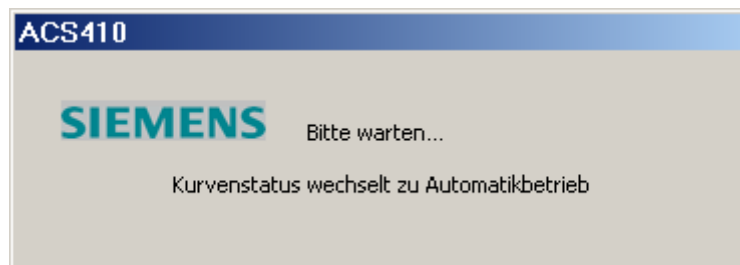 ACS410
SIEMENS Bitte warten...
Kurvenstatus wechselt zu Automatikbetrieb